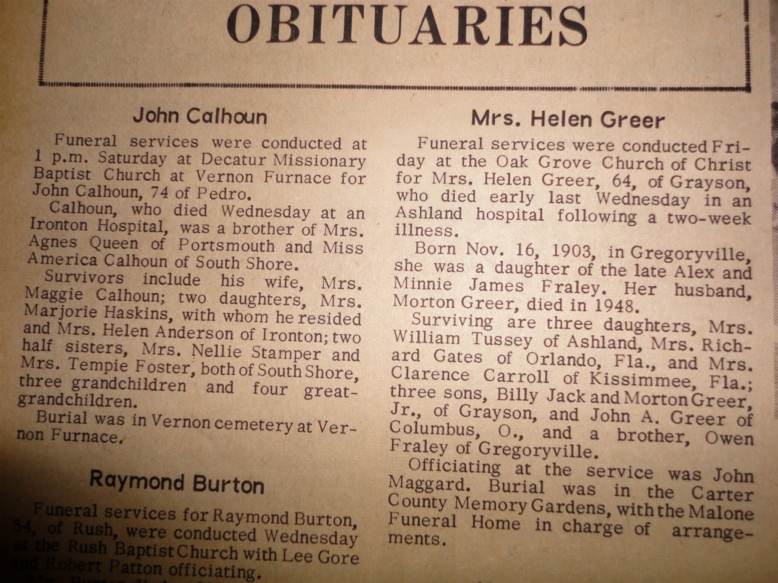 OBITUARIES
John Calhoun
Funeral services were conducted at
1 p.m. Saturday at Decatur Missionary
Baptist Church at Vernon Furnace for
John Calhoun, 74 of Pedro.
Calhoun, who died Wednesday at an
Ironton Hospital, was a brother of Mrs.
Agnes Queen of Portsmouth and Miss
America Calhoun of South Shore.
Survivors include his wife, Mrs.
Maggie Calhoun; two daughters, Mrs.
Marjorie Haskins, with whom he resided
and Mrs. Helen Anderson of Ironton; two
half sisters, Mrs. Nellie Stamper and
Mrs. Tempie Foster, both of South Shore,
three grandchildren and four great-
grandchildren.
Burial was in Vernon cemetery at Ver-
non Furnace.
Raymond Burton
Funeral services for Raymond Burton,
54, of Rush, were conducted Wednesday
at the Rush Baptist Church with Lee Gore
and Robert Patton officiating.
Mrs. Helen Greer
Funeral services were conducted Fri-
day at the Oak Grove Church of Christ
for Mrs. Helen Greer, 64, of Grayson,
who died early last Wednesday in an
Ashland hospital following a two-week
illness.
Born Nov. 16, 1903, in Gregoryville,
she was a daughter of the late Alex and
Minnie James Fraley. Her husband,
Morton Greer, died in 1948.
Surviving are three daughters, Mrs.
William Tussey of Ashland, Mrs. Rich-
ard Gates of Orlando, Fla., and Mrs.
Clarence Carroll of Kissimmee, Fla.;
three sons, Billy Jack and Morton Greer,
Jr., of Grayson, and John A. Greer of
Columbus, O., and a brother, Owen
Fraley of Gregoryville.
Officiating at the service was John
Maggard. Burial was in the Carter
County Memory Gardens, with the Malone
Funeral Home in charge of arrange-
ments.